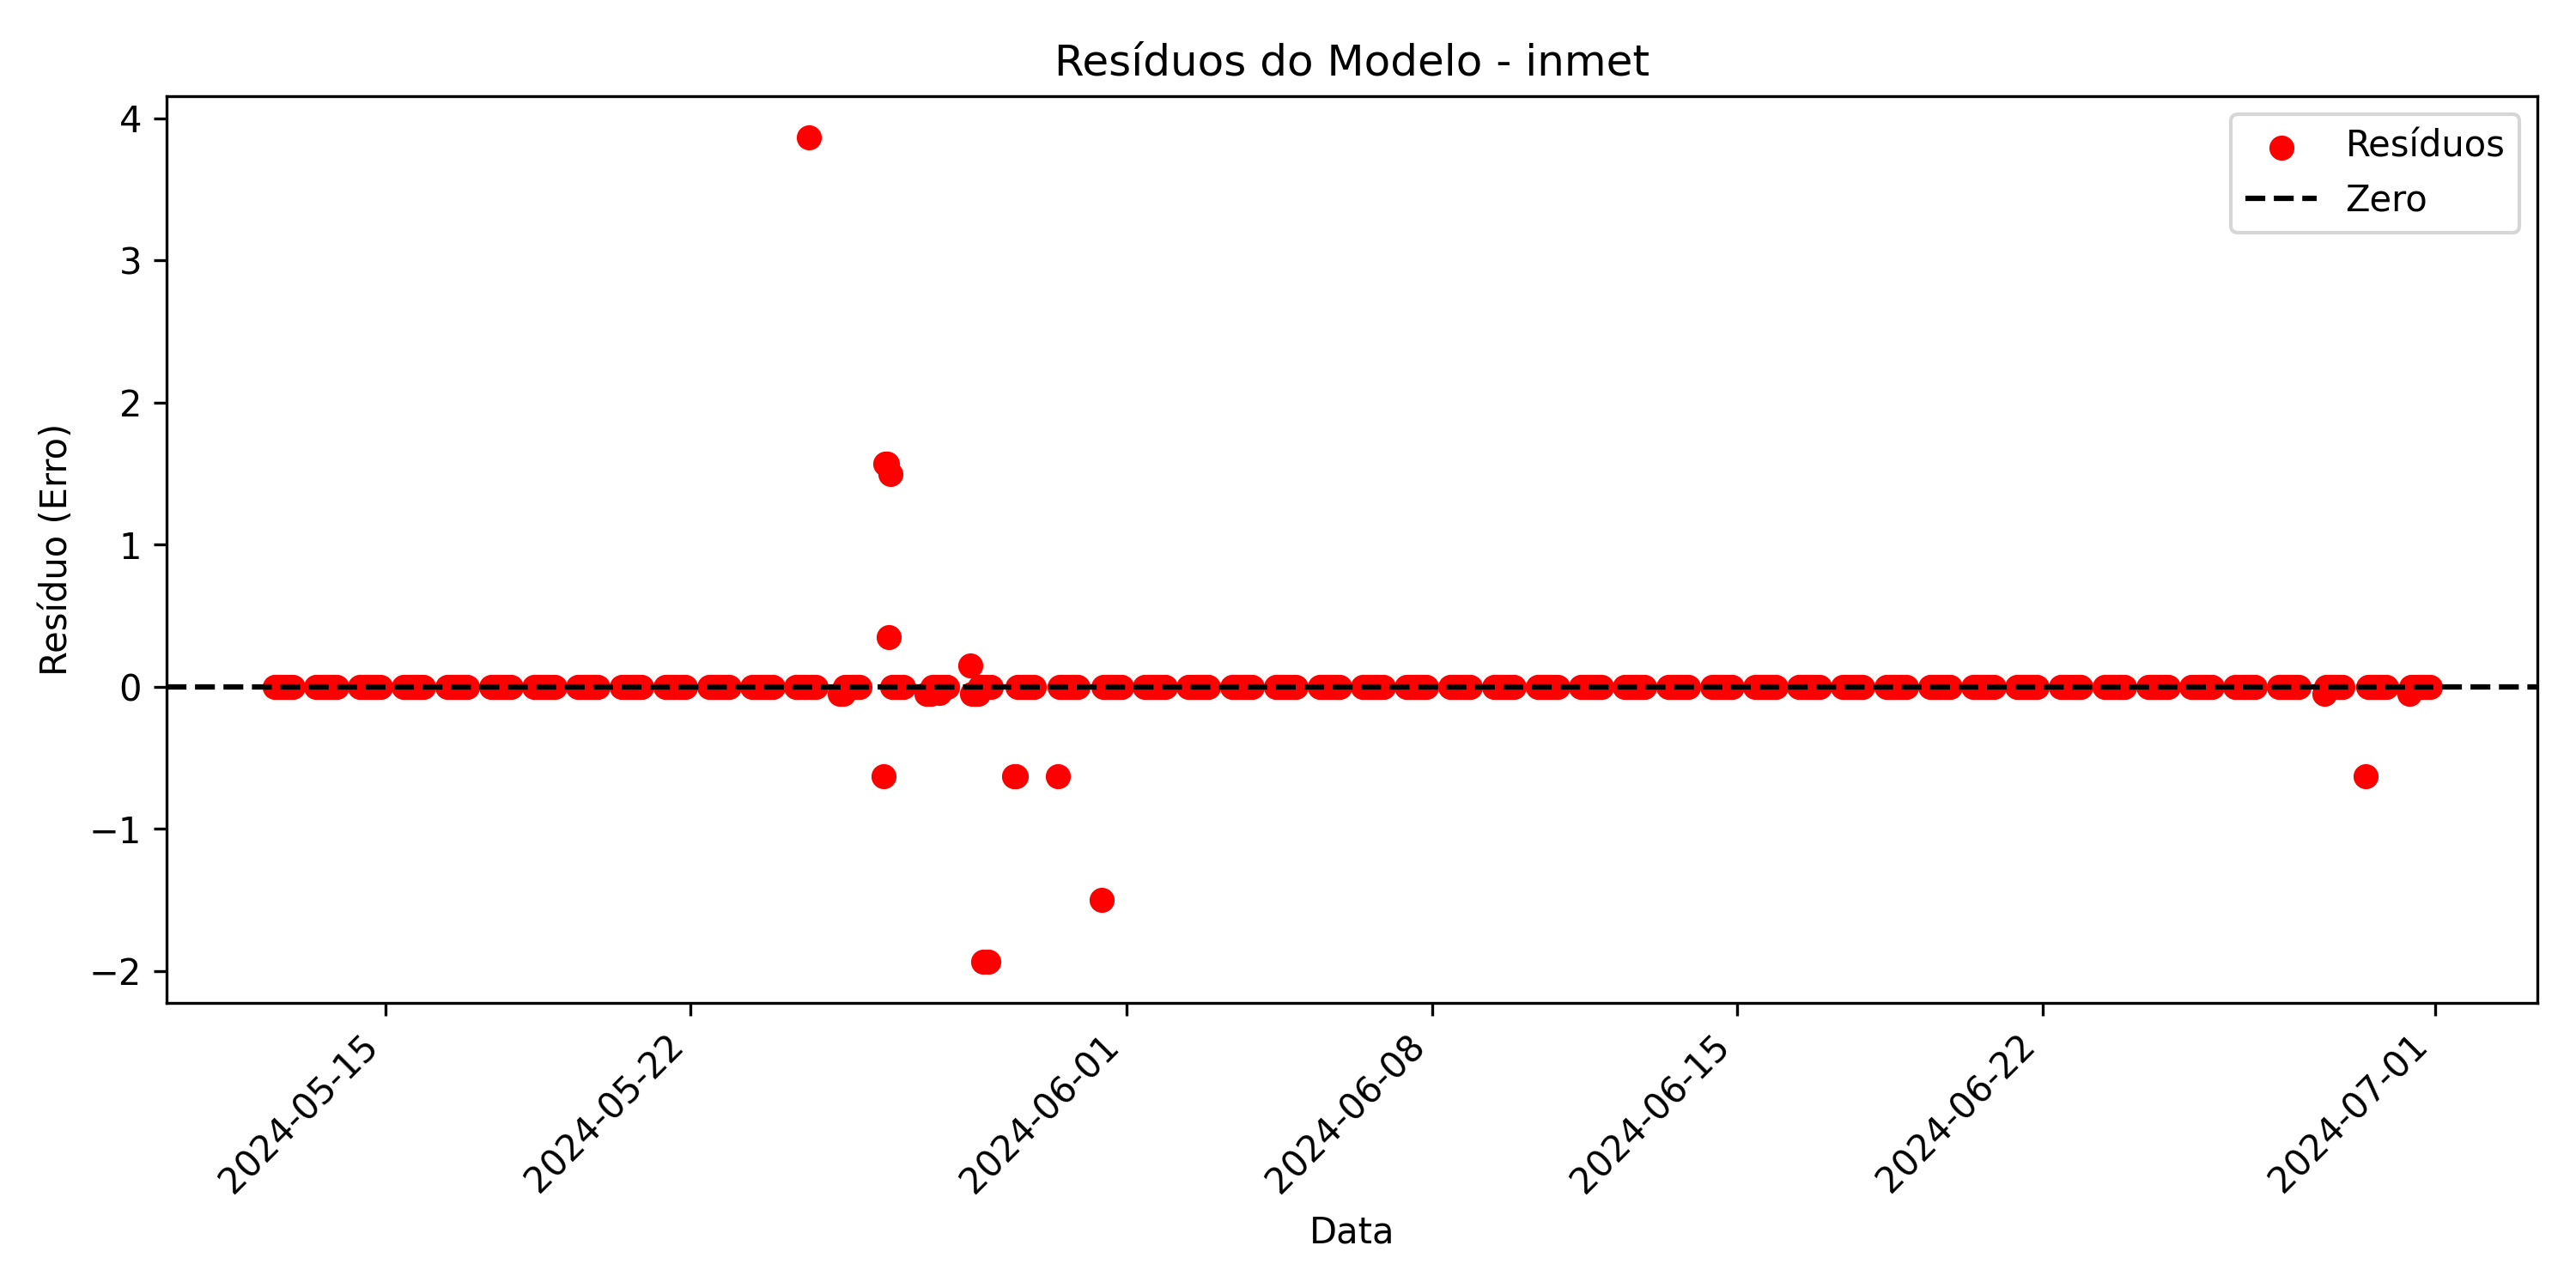 Resíduos do Modelo - inmet
Resíduos
Zero
Resíduo (Erro)
4
3
2
1
0
−1
−2
2024-05-15
2024-05-22
2024-06-01
2024-06-08
2024-06-15
2024-06-22
2024-07-01
Data